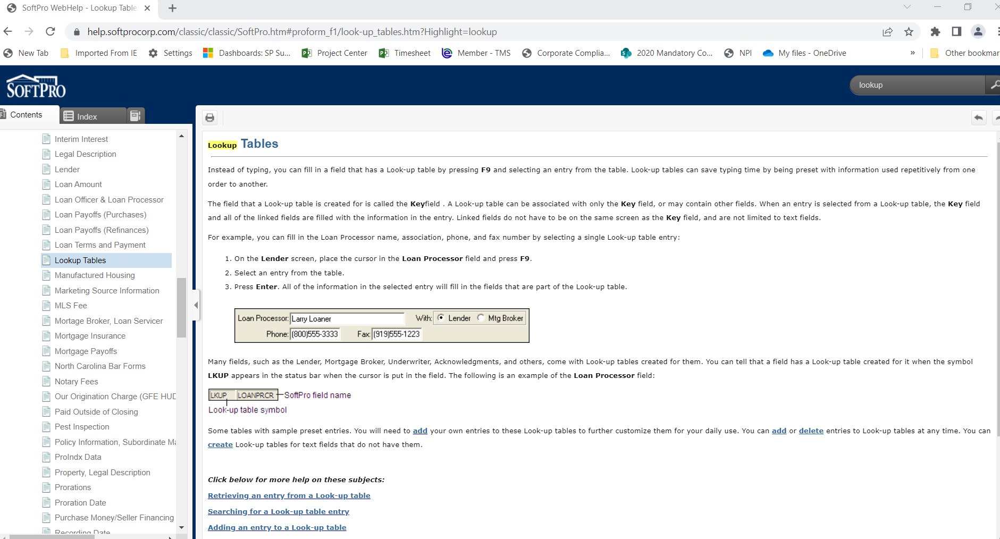 SoftPro WebHelp - Lookup Table
help.softprocorp.com/classic/classic/SoftPro.htm#proform_f1/look-up_tables.htm?Highlight=lookup
New Tab Imported From IE Settings Dashboards: SP Su... Project Center Timesheet Member - TMS Corporate Complia... 2020 Mandatory Co... NPI My files - OneDrive » Other bookmar
SOFTPRO
lookup
Contents Index
Interim Interest
Legal Description
Lender
Loan Amount
Loan Officer & Loan Processor
Loan Payoffs (Purchases)
Loan Payoffs (Refinances)
Loan Terms and Payment
Lookup Tables
Manufactured Housing
Marketing Source Information
MLS Fee
Mortage Broker, Loan Servicer
Mortgage Insurance
Mortgage Payoffs
North Carolina Bar Forms
Notary Fees
Our Origination Charge (GFE HUD
Paid Outside of Closing
Pest Inspection
Policy Information, Subordinate Ma
ProIndx Data
Property, Legal Description
Prorations
Proration Date
Purchase Money/Seller Financing
Recording Date
Lookup Tables
Instead of typing, you can fill in a field that has a Look-up table by pressing F9 and selecting an entry from the table. Look-up tables can save typing time by being preset with information used repetitively from one
order to another.
The field that a Look-up table is created for is called the Keyfield . A Look-up table can be associated with only the Key field, or may contain other fields. When an entry is selected from a Look-up table, the Key field
and all of the linked fields are filled with the information in the entry. Linked fields do not have to be on the same screen as the Key field, and are not limited to text fields.
For example, you can fill in the Loan Processor name, association, phone, and fax number by selecting a single Look-up table entry:
1. On the Lender screen, place the cursor in the Loan Processor field and press F9.
2. Select an entry from the table.
3. Press Enter. All of the information in the selected entry will fill in the fields that are part of the Look-up table.
Loan Processor: Larry Loaner With: Lender Mtg Broker
Phone: (800)555-3333 Fax: (919)555-1223
Many fields, such as the Lender, Mortgage Broker, Underwriter, Acknowledgments, and others, come with Look-up tables created for them. You can tell that a field has a Look-up table created for it when the symbol
LKUP appears in the status bar when the cursor is put in the field. The following is an example of the Loan Processor field:
LKUP LOANPRCR SoftPro field name
Look-up table symbol
Some tables with sample preset entries. You will need to add your own entries to these Look-up tables to further customize them for your daily use. You can add or delete entries to Look-up tables at any time. You can
create Look-up tables for text fields that do not have them.
Click below for more help on these subjects:
Retrieving an entry from a Look-up table
Searching for a Look-up table entry
Adding an entry to a Look-up table